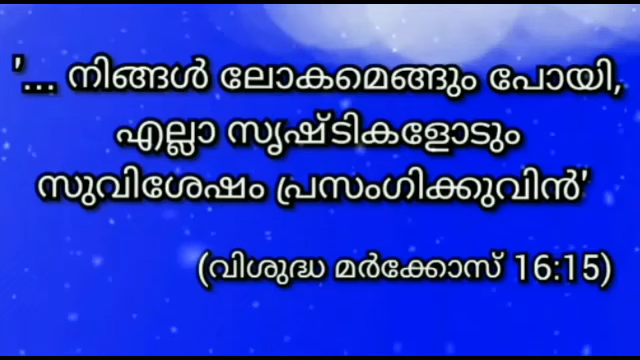 '... നിങ്ങൾ ലോകമെങ്ങും പോയി,
എല്ലാ സൃഷ്ടികളോടും
സുവിശേഷം പ്രസംഗിക്കുവിൻ'
(വിശുദ്ധ മർക്കോസ് 16:15)